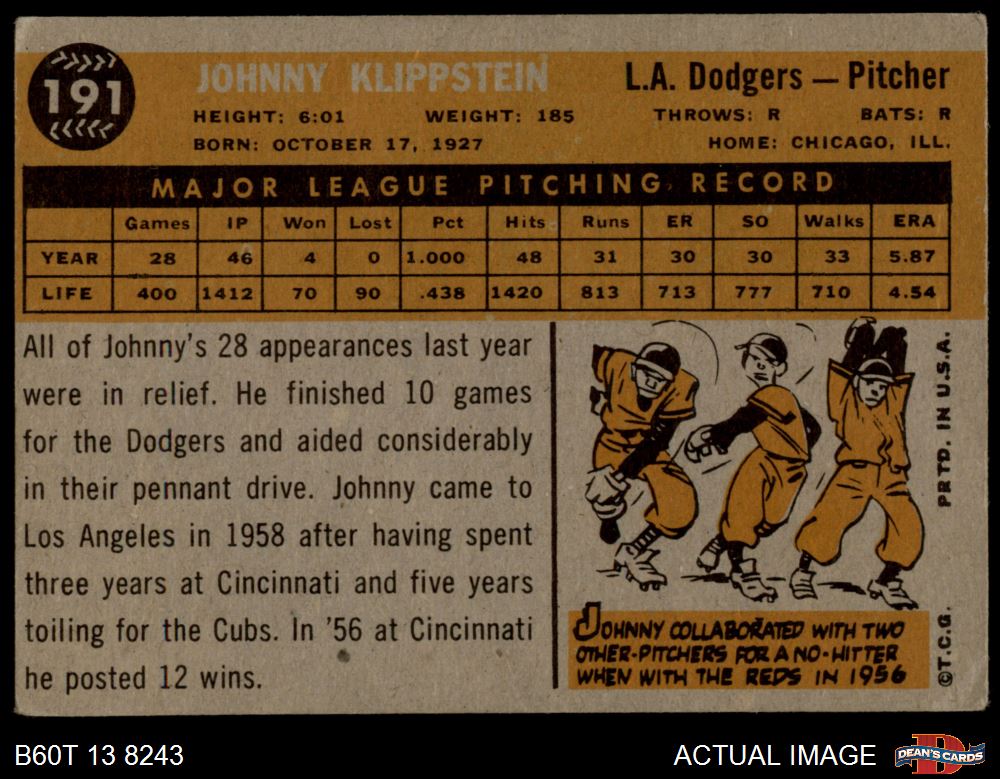 191
JOHNNY KLIPPSTEIN
L.A. Dodgers — Pitcher
HEIGHT: 6:01 WEIGHT: 185 THROWS: R BATS: R
BORN: OCTOBER 17, 1927 HOME: CHICAGO, ILL.
MAJOR LEAGUE PITCHING RECORD
Games IP Won Lost Pct Hits Runs ER SO Walks ERA
YEAR 28 46 4 0 1.000 48 31 30 30 33 5.87
LIFE 400 1412 70 90 .438 1420 813 713 777 710 4.54
All of Johnny's 28 appearances last year
were in relief. He finished 10 games
for the Dodgers and aided considerably
in their pennant drive. Johnny came to
Los Angeles in 1958 after having spent
three years at Cincinnati and five years
toiling for the Cubs. In '56 at Cincinnati
he posted 12 wins.
JOHNNY COLLABORATED WITH TWO
OTHER-PITCHERS FOR A NO-HITTER
WHEN WITH THE REDS IN 1956
©T.C.G. PRTD. IN U.S.A.
B60T 13 8243
ACTUAL IMAGE
D
DEAN'S CARDS